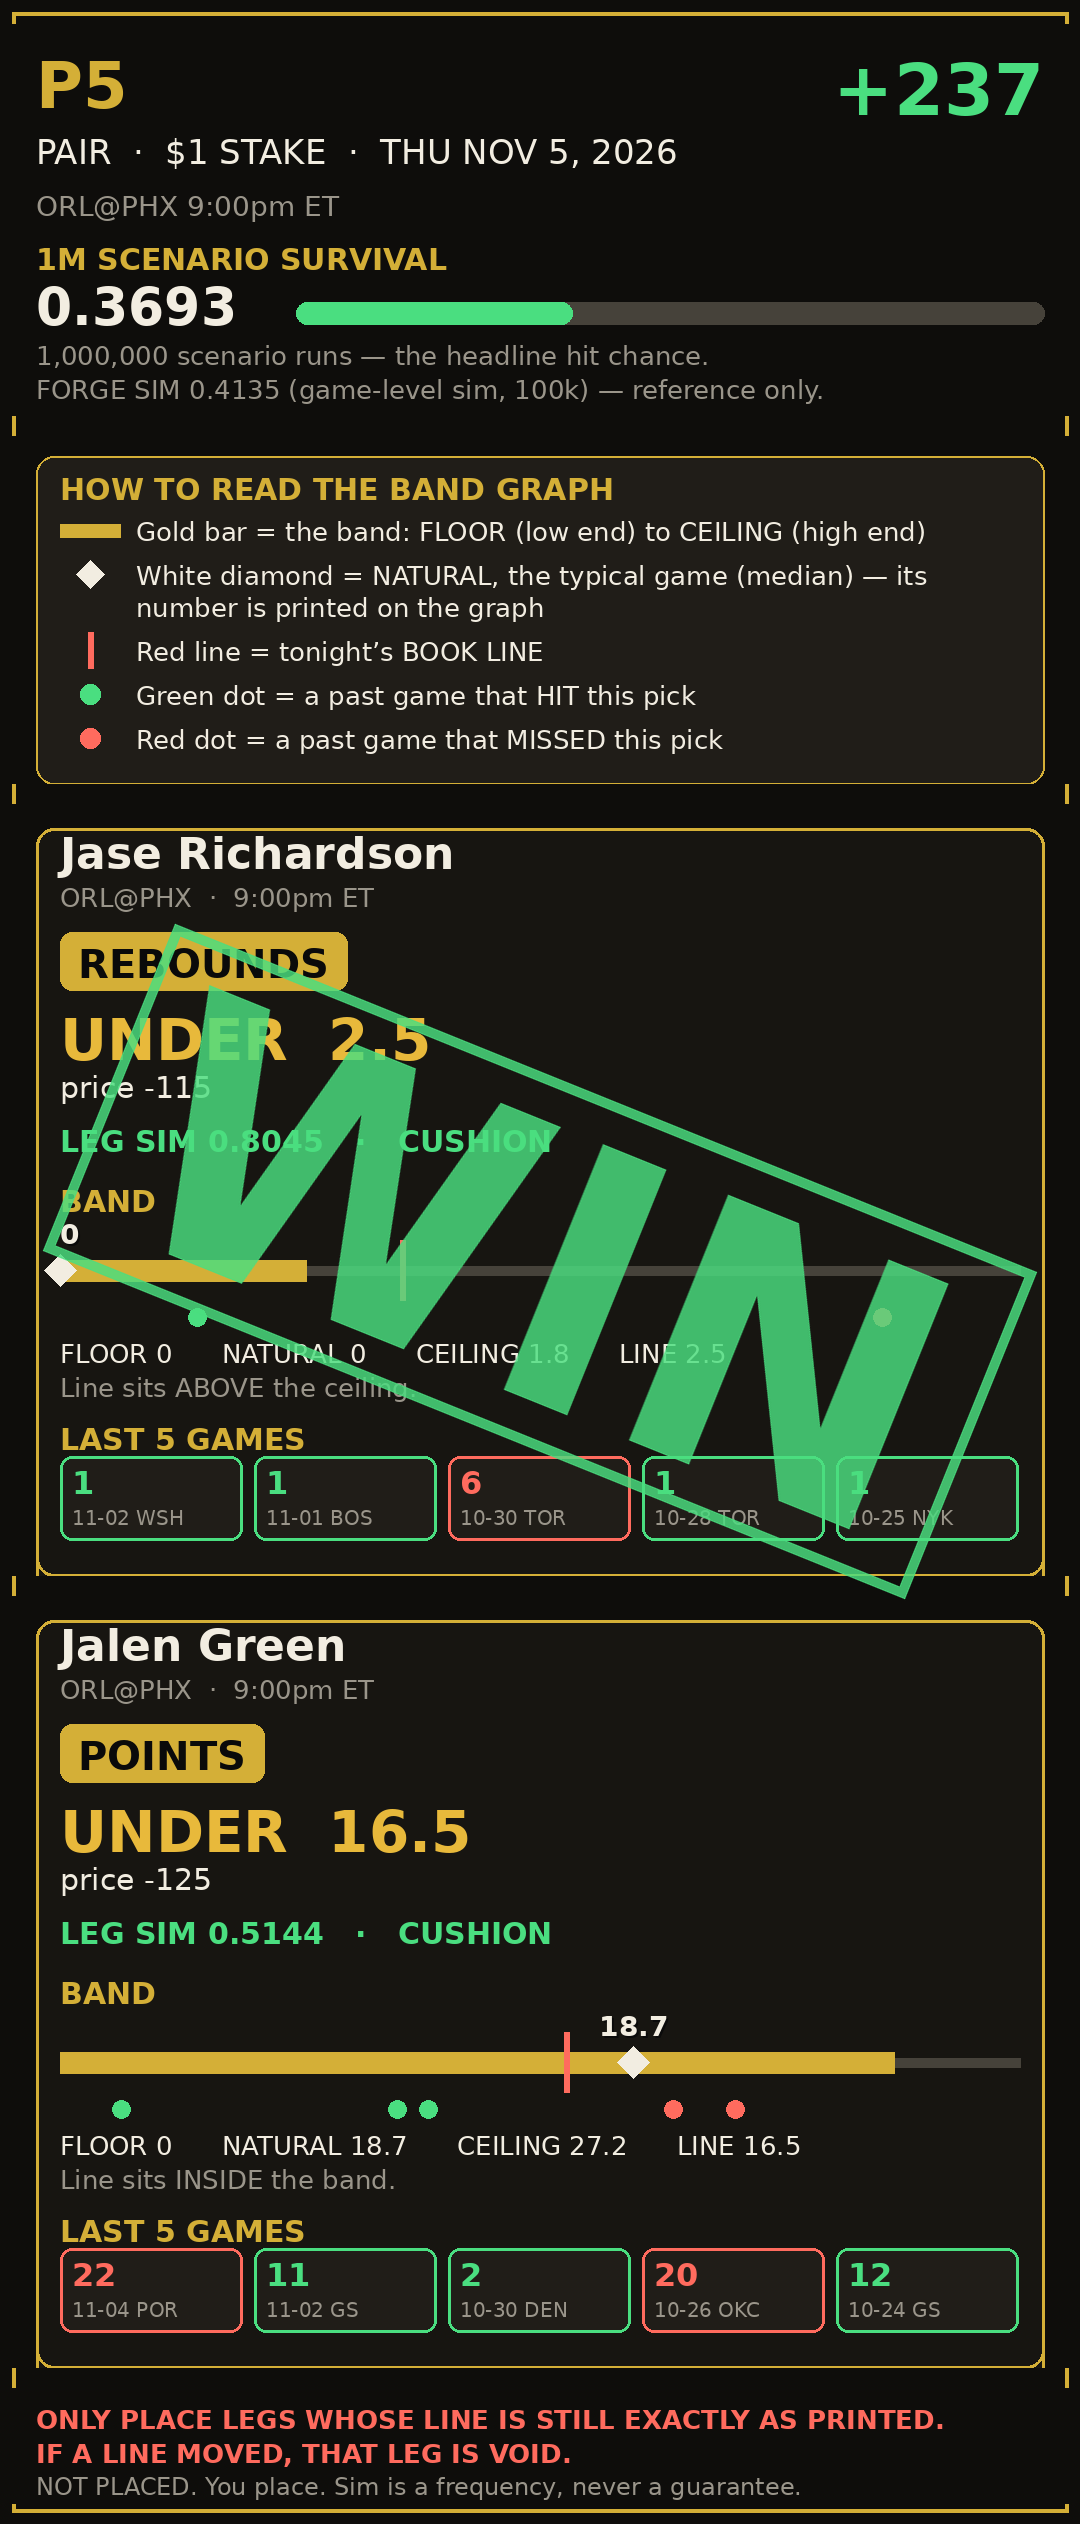 P5
+237
PAIR · $1 STAKE · THU NOV 5, 2026
ORL@PHX 9:00pm ET
1M SCENARIO SURVIVAL
0.3693
1,000,000 scenario runs — the headline hit chance.
FORGE SIM 0.4135 (game-level sim, 100k) — reference only.
HOW TO READ THE BAND GRAPH
Gold bar = the band: FLOOR (low end) to CEILING (high end)
White diamond = NATURAL, the typical game (median) — its
number is printed on the graph
Red line = tonight’s BOOK LINE
Green dot = a past game that HIT this pick
Red dot = a past game that MISSED this pick
Jase Richardson
ORL@PHX · 9:00pm ET
REBOUNDS
UNDER 2.5
price -115
LEG SIM 0.8045 · CUSHION
BAND
0
WIN
FLOOR 0 NATURAL 0 CEILING 1.8 LINE 2.5
Line sits ABOVE the ceiling.
LAST 5 GAMES
1 1 6 1 1
11-02 WSH 11-01 BOS 10-30 TOR 10-28 TOR 10-25 NYK
Jalen Green
ORL@PHX · 9:00pm ET
POINTS
UNDER 16.5
price -125
LEG SIM 0.5144 · CUSHION
BAND
18.7
FLOOR 0 NATURAL 18.7 CEILING 27.2 LINE 16.5
Line sits INSIDE the band.
LAST 5 GAMES
22 11 2 20 12
11-04 POR 11-02 GS 10-30 DEN 10-26 OKC 10-24 GS
ONLY PLACE LEGS WHOSE LINE IS STILL EXACTLY AS PRINTED.
IF A LINE MOVED, THAT LEG IS VOID.
NOT PLACED. You place. Sim is a frequency, never a guarantee.